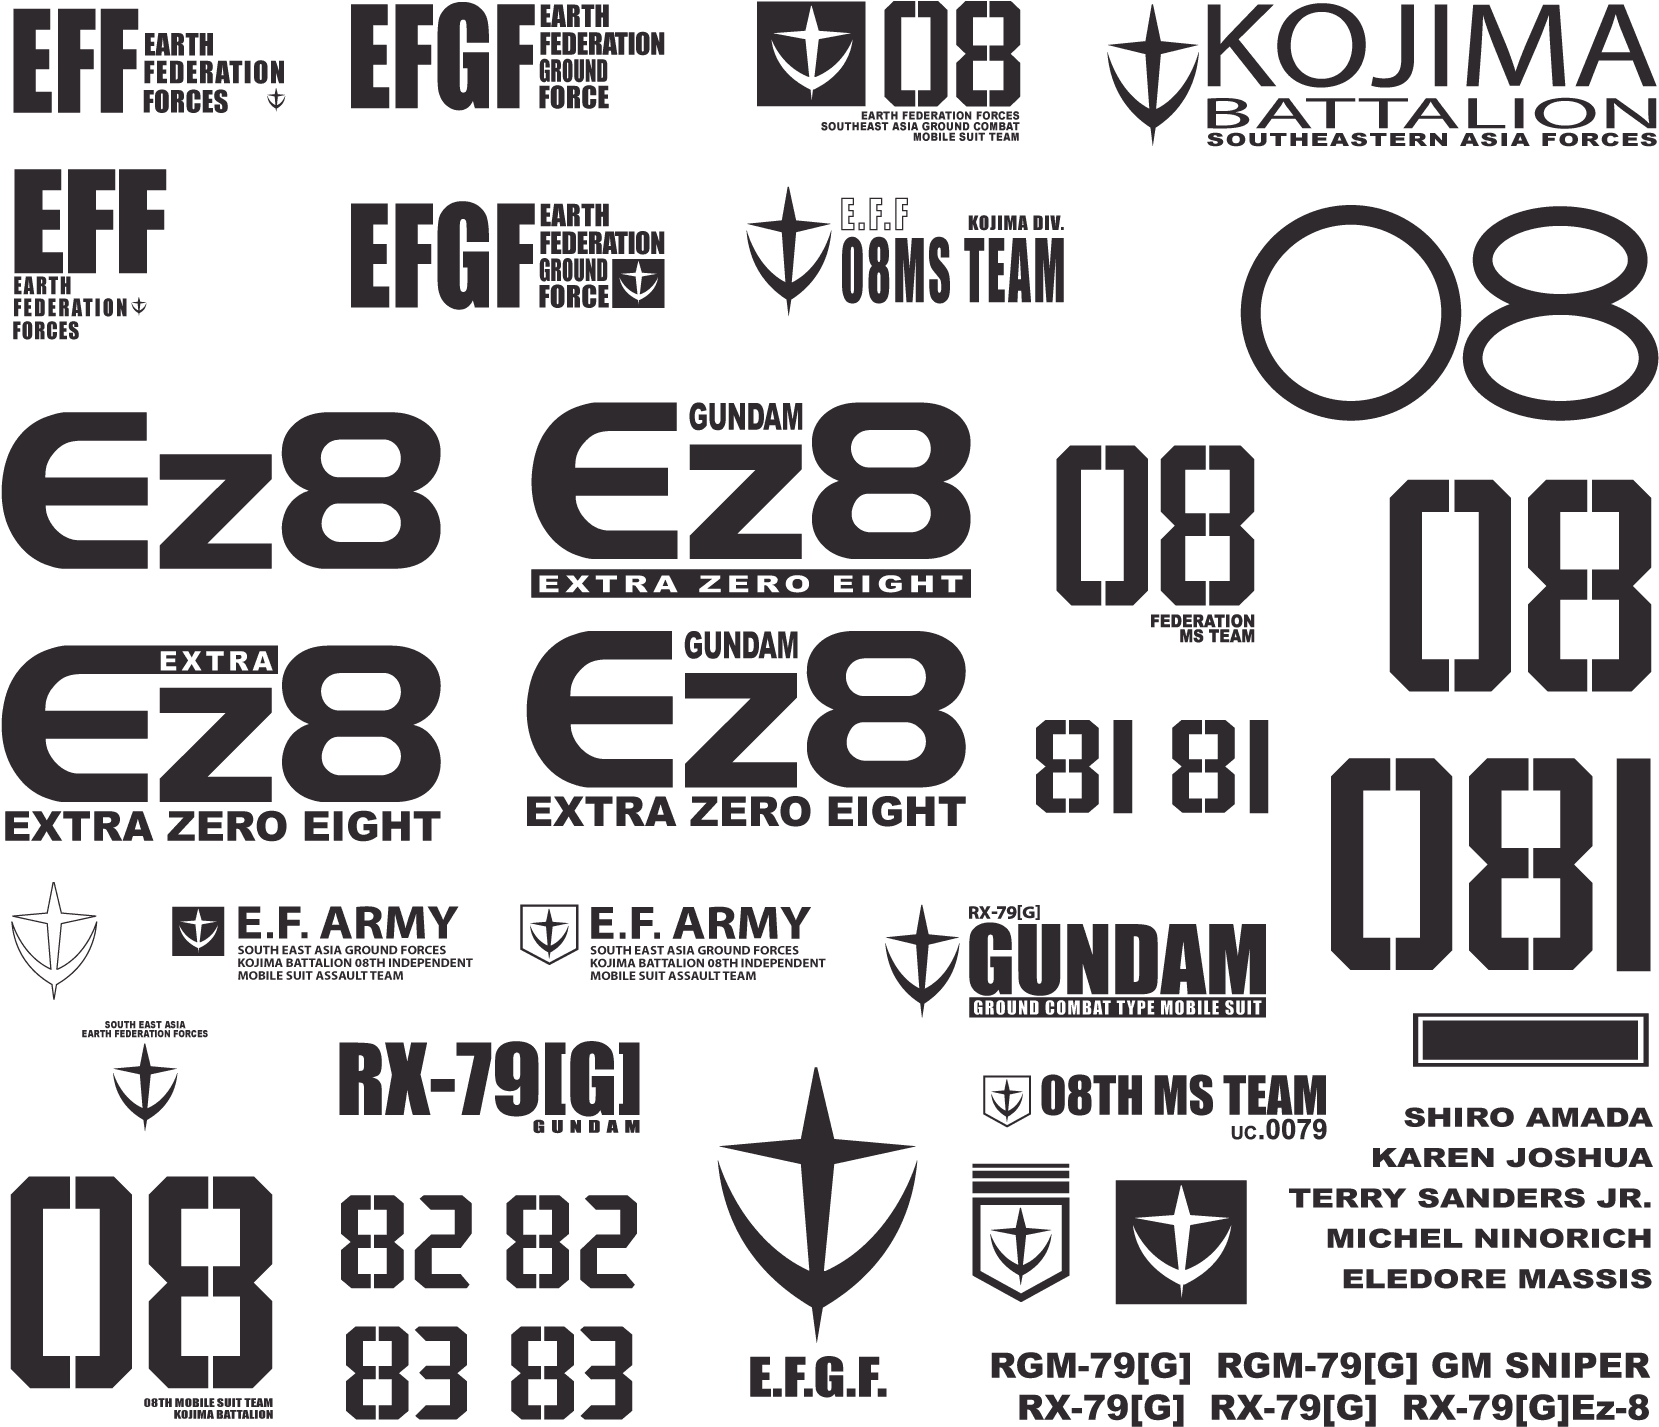 EFF
EARTH
FEDERATION
FORCES
EFGF
EARTH
FEDERATION
GROUND
FORCE
08
EARTH FEDERATION FORCES
SOUTHEAST ASIA GROUND COMBAT
MOBILE SUIT TEAM
KOJIMA
BATTALION
SOUTHEASTERN ASIA FORCES
EFF
EARTH
FEDERATION
FORCES
EFGF
EARTH
FEDERATION
GROUND
FORCE
E.F.F
KOJIMA DIV.
08MS TEAM
08
Ez8
GUNDAM
Ez8
EXTRA ZERO EIGHT
08
FEDERATION
MS TEAM
08
EXTRA
Ez8
EXTRA ZERO EIGHT
GUNDAM
Ez8
EXTRA ZERO EIGHT
81 81
081
E.F. ARMY
SOUTH EAST ASIA GROUND FORCES
KOJIMA BATTALION 08TH INDEPENDENT
MOBILE SUIT ASSAULT TEAM
E.F. ARMY
SOUTH EAST ASIA GROUND FORCES
KOJIMA BATTALION 08TH INDEPENDENT
MOBILE SUIT ASSAULT TEAM
RX-79[G]
GUNDAM
GROUND COMBAT TYPE MOBILE SUIT
SOUTH EAST ASIA
EARTH FEDERATION FORCES
RX-79[G]
GUNDAM
08TH MS TEAM
UC.0079
SHIRO AMADA
KAREN JOSHUA
TERRY SANDERS JR.
MICHEL NINORICH
ELEDORE MASSIS
08
08TH MOBILE SUIT TEAM
KOJIMA BATTALION
82 82
83 83
E.F.G.F.
RGM-79[G] RGM-79[G] GM SNIPER
RX-79[G] RX-79[G] RX-79[G]Ez-8